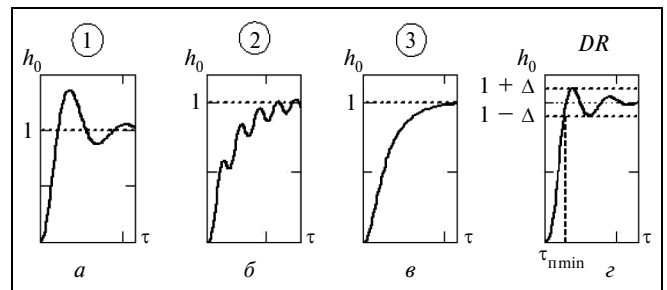 1 2 3 DR
h0 h0 h0 h0
1 + Δ
1 1 1 − Δ
1
τ τ τ τ
τп min
а б в г